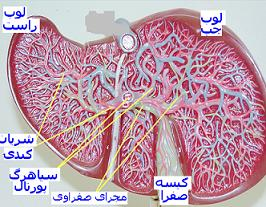 لوب
راست
لوب
چپ
شریان
کبدی
سیاهرگ
پورتال
مجرای صفراوی
کیسه
صفرا